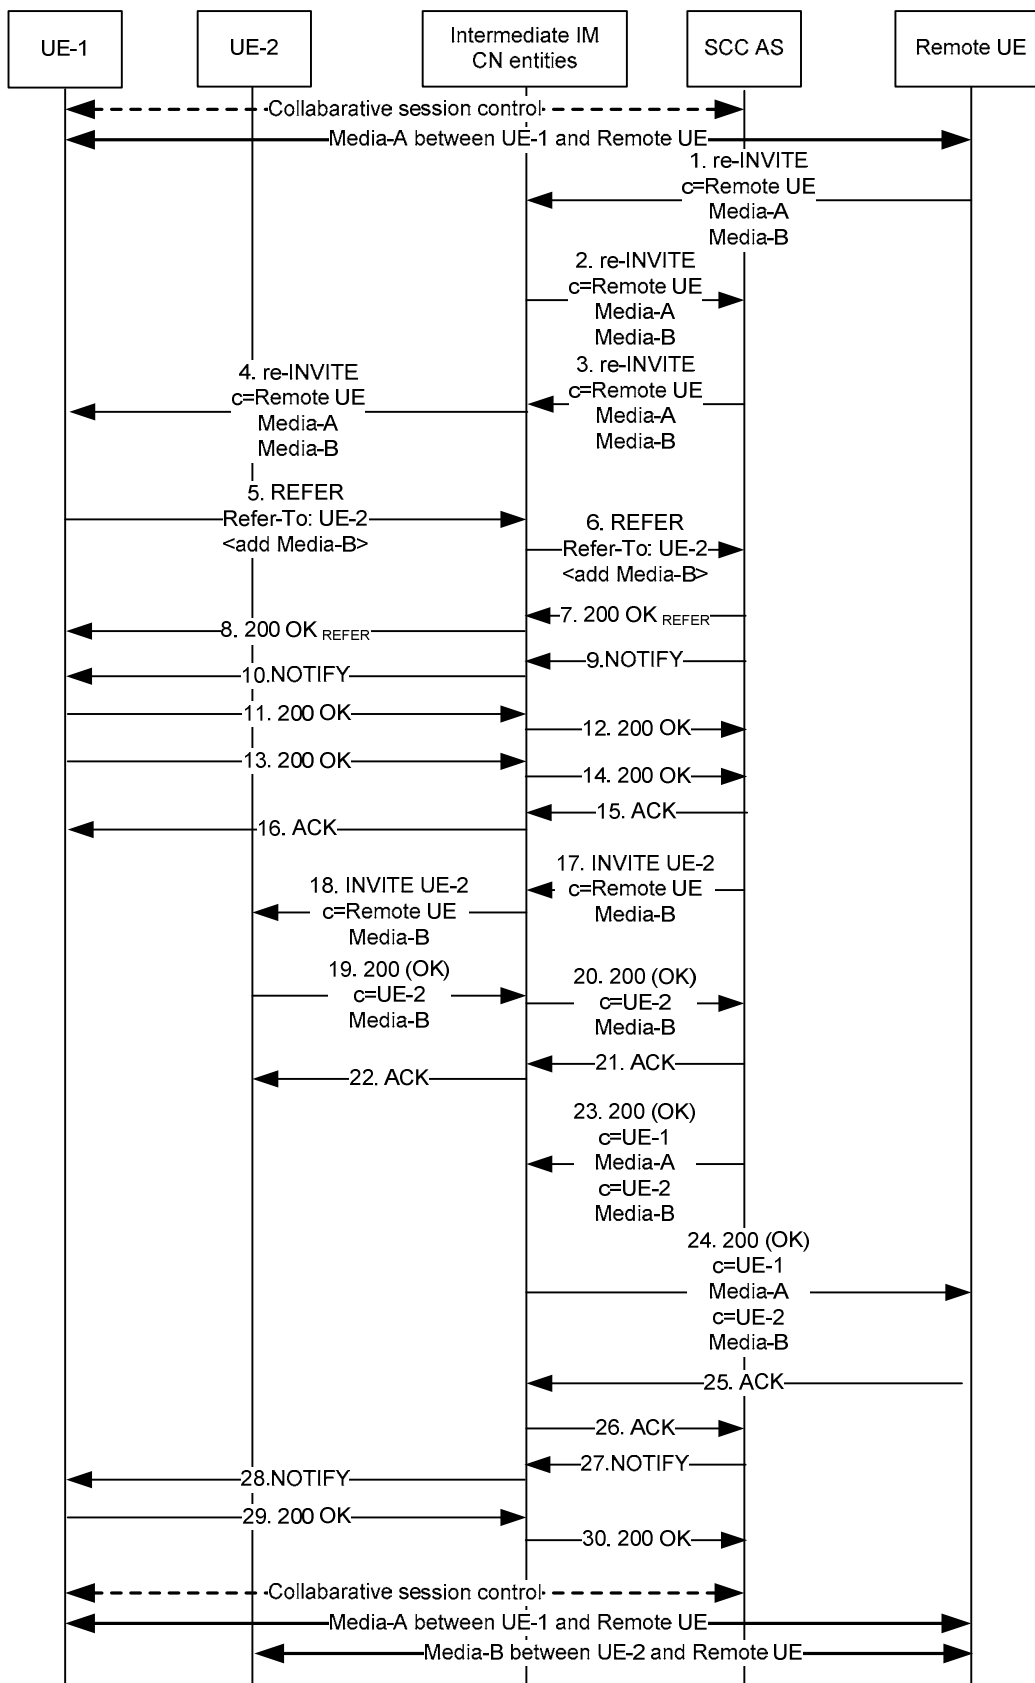 UE-1
UE-2
Intermediate IM
CN entities
SCC AS
Remote UE
Collabarative session control
Media-A between UE-1 and Remote UE
1. re-INVITE
c=Remote UE
Media-A
Media-B
2. re-INVITE
c=Remote UE
Media-A
Media-B
3. re-INVITE
c=Remote UE
Media-A
Media-B
4. re-INVITE
c=Remote UE
Media-A
Media-B
5. REFER
Refer-To: UE-2
<add Media-B>
6. REFER
Refer-To: UE-2
<add Media-B>
7. 200 OK REFER
8. 200 OK REFER
9.NOTIFY
10.NOTIFY
11. 200 OK
12. 200 OK
13. 200 OK
14. 200 OK
15. ACK
16. ACK
17. INVITE UE-2
c=Remote UE
Media-B
18. INVITE UE-2
c=Remote UE
Media-B
19. 200 (OK)
c=UE-2
Media-B
20. 200 (OK)
c=UE-2
Media-B
21. ACK
22. ACK
23. 200 (OK)
c=UE-1
Media-A
c=UE-2
Media-B
24. 200 (OK)
c=UE-1
Media-A
c=UE-2
Media-B
25. ACK
26. ACK
27.NOTIFY
28.NOTIFY
29. 200 OK
30. 200 OK
Collabarative session control
Media-A between UE-1 and Remote UE
Media-B between UE-2 and Remote UE